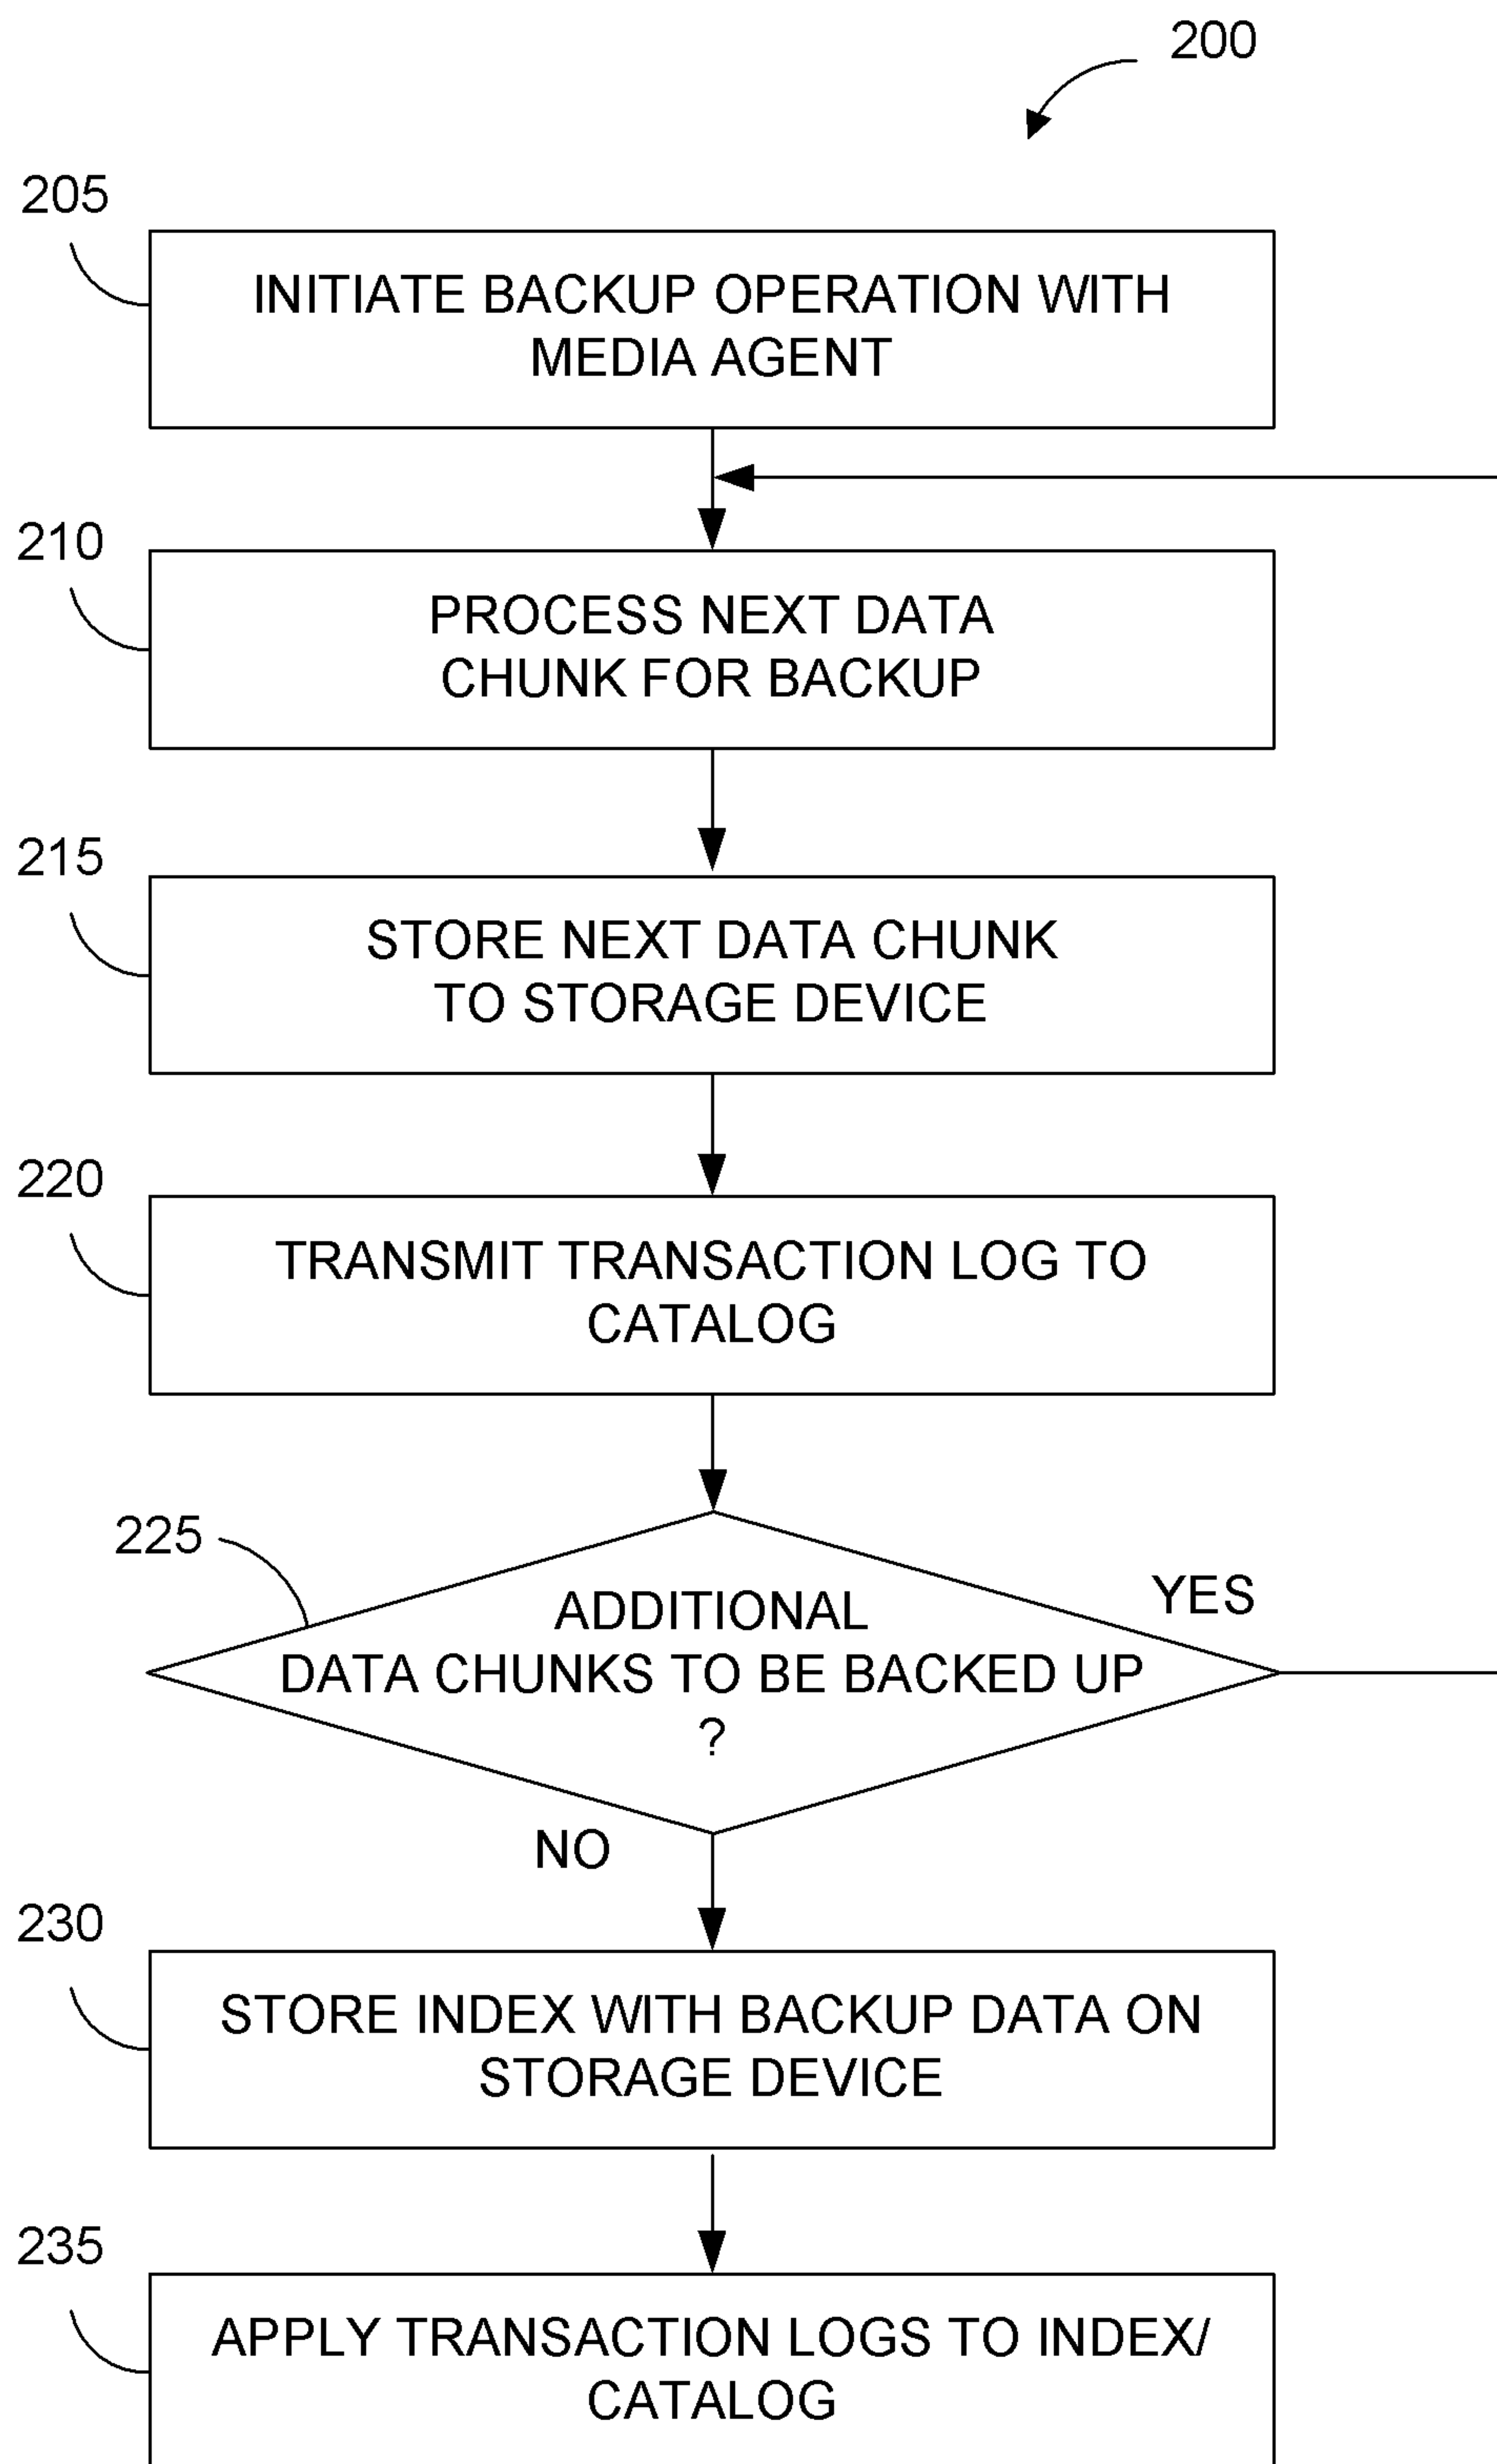 200
205
INITIATE BACKUP OPERATION WITH
MEDIA AGENT
210
PROCESS NEXT DATA
CHUNK FOR BACKUP
215
STORE NEXT DATA CHUNK
TO STORAGE DEVICE
220
TRANSMIT TRANSACTION LOG TO
CATALOG
225
YES
ADDITIONAL
DATA CHUNKS TO BE BACKED UP
?
NO
230
STORE INDEX WITH BACKUP DATA ON
STORAGE DEVICE
235
APPLY TRANSACTION LOGS TO INDEX/
CATALOG